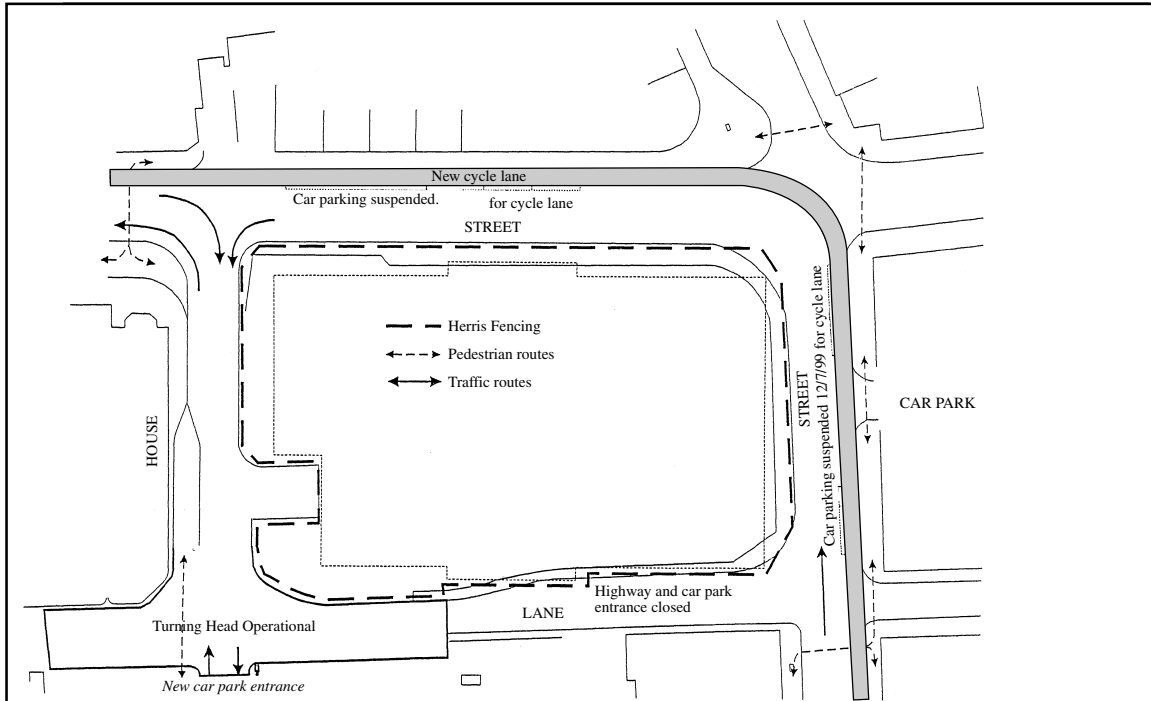 New cycle lane
Car parking suspended.
for cycle lane
STREET
Herris Fencing
Pedestrian routes
Traffic routes
HOUSE
STREET
Car parking suspended 12/7/99 for cycle lane
CAR PARK
Highway and car park
entrance closed
LANE
Turning Head Operational
New car park entrance